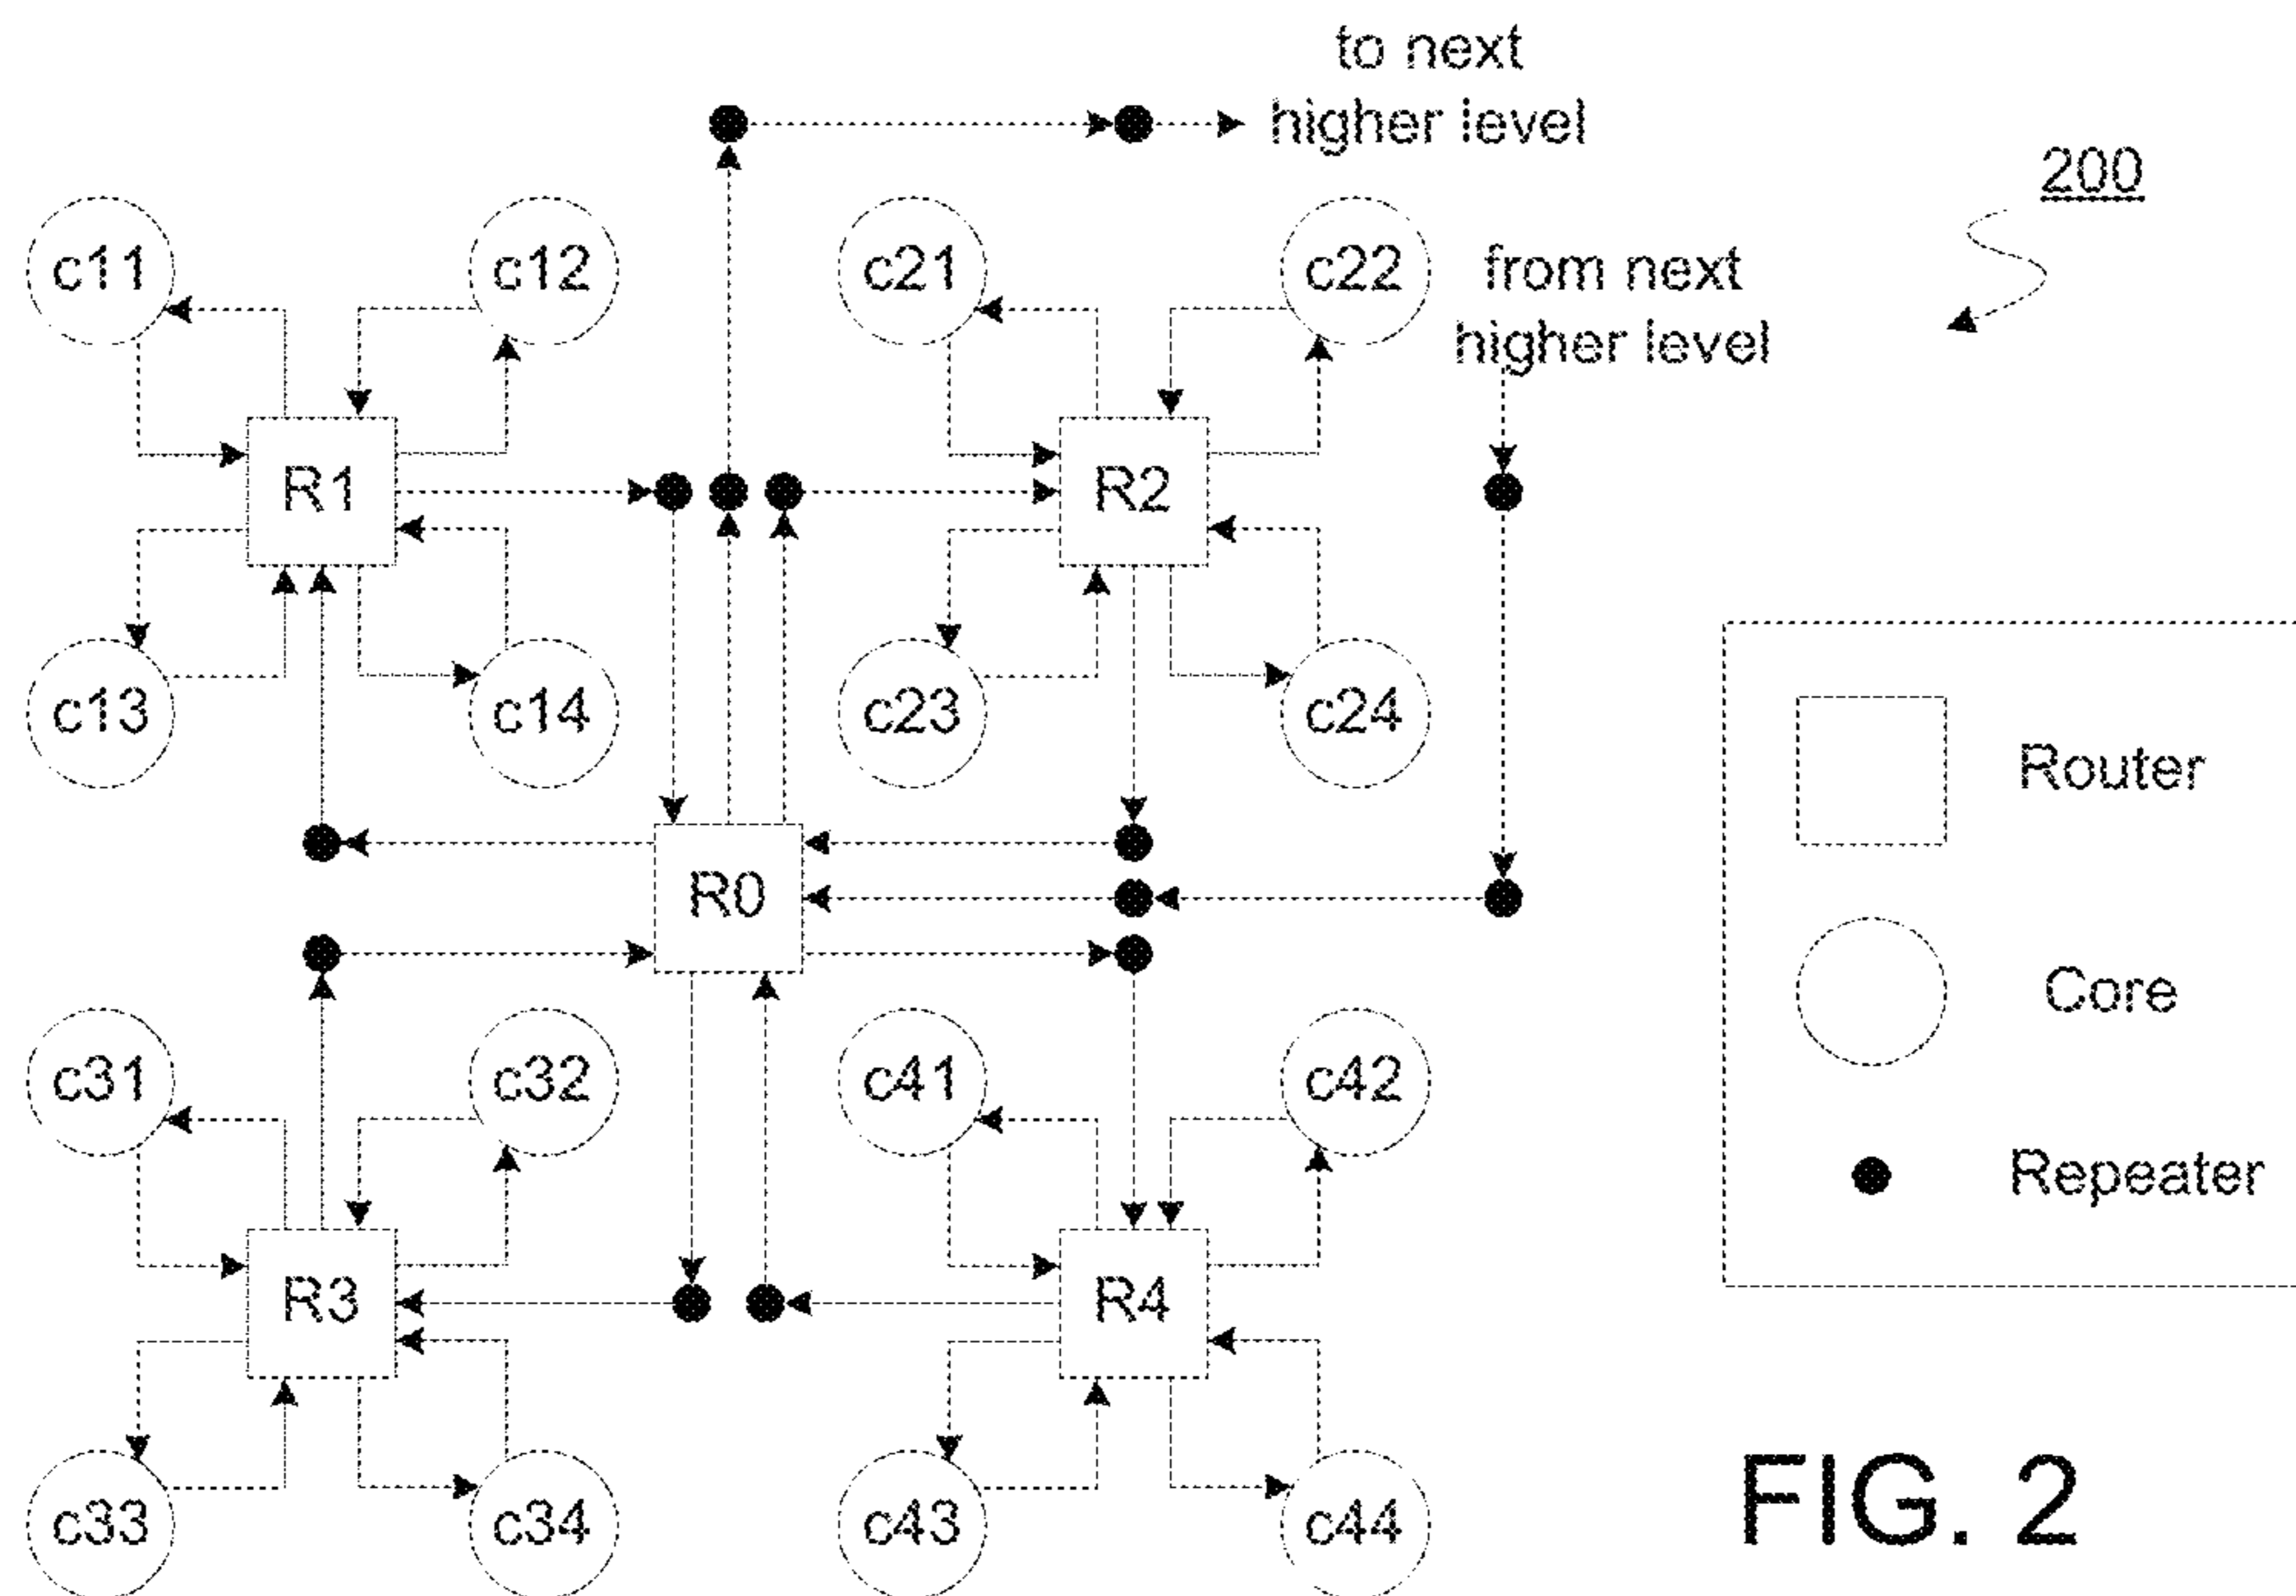 to next
higher level
200
c11
c12
c21
c22
from next
higher level
R1
R2
c13
c14
c23
c24
Router
R0
Core
c31
c32
c41
c42
Repeater
R3
R4
c33
c34
c43
c44
FIG. 2